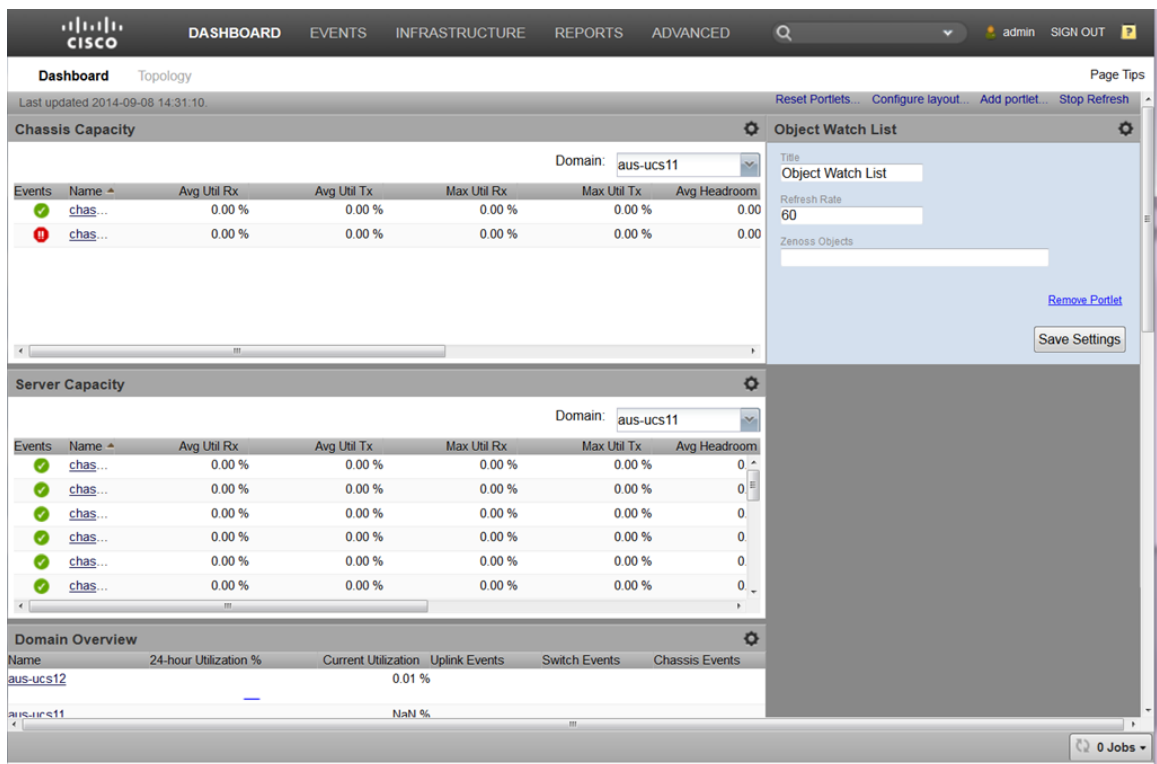 CISCO DASHBOARD EVENTS INFRASTRUCTURE REPORTS ADVANCED admin SIGN OUT ?
Dashboard Topology Page Tips
Last updated 2014-09-08 14:31:10. Reset Portlets... Configure layout... Add portlet... Stop Refresh
Chassis Capacity
Domain: aus-ucs11
Events Name Avg Util Rx Avg Util Tx Max Util Rx Max Util Tx Avg Headroom
chas... 0.00 % 0.00 % 0.00 % 0.00 % 0.00
chas... 0.00 % 0.00 % 0.00 % 0.00 % 0.00
Object Watch List
Title
Object Watch List
Refresh Rate
60
Zenoss Objects
Remove Portlet
Save Settings
Server Capacity
Domain: aus-ucs11
Events Name Avg Util Rx Avg Util Tx Max Util Rx Max Util Tx Avg Headroom
chas... 0.00 % 0.00 % 0.00 % 0.00 % 0.
chas... 0.00 % 0.00 % 0.00 % 0.00 % 0.
chas... 0.00 % 0.00 % 0.00 % 0.00 % 0.
chas... 0.00 % 0.00 % 0.00 % 0.00 % 0.
chas... 0.00 % 0.00 % 0.00 % 0.00 % 0.
chas... 0.00 % 0.00 % 0.00 % 0.00 % 0.
Domain Overview
Name 24-hour Utilization % Current Utilization Uplink Events Switch Events Chassis Events
aus-ucs12 0.01 %
aus-ucs11 NaN %
0 Jobs